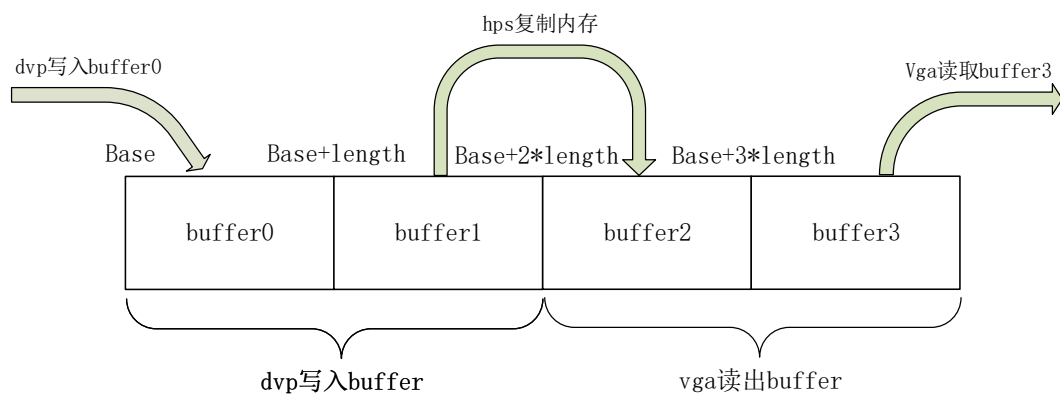 hps复制内存
dvp写入buffer0
Vga读取buffer3
Base
Base+length
Base+2*length
Base+3*length
buffer0
buffer1
buffer2
buffer3
dvp写入buffer
vga读出buffer